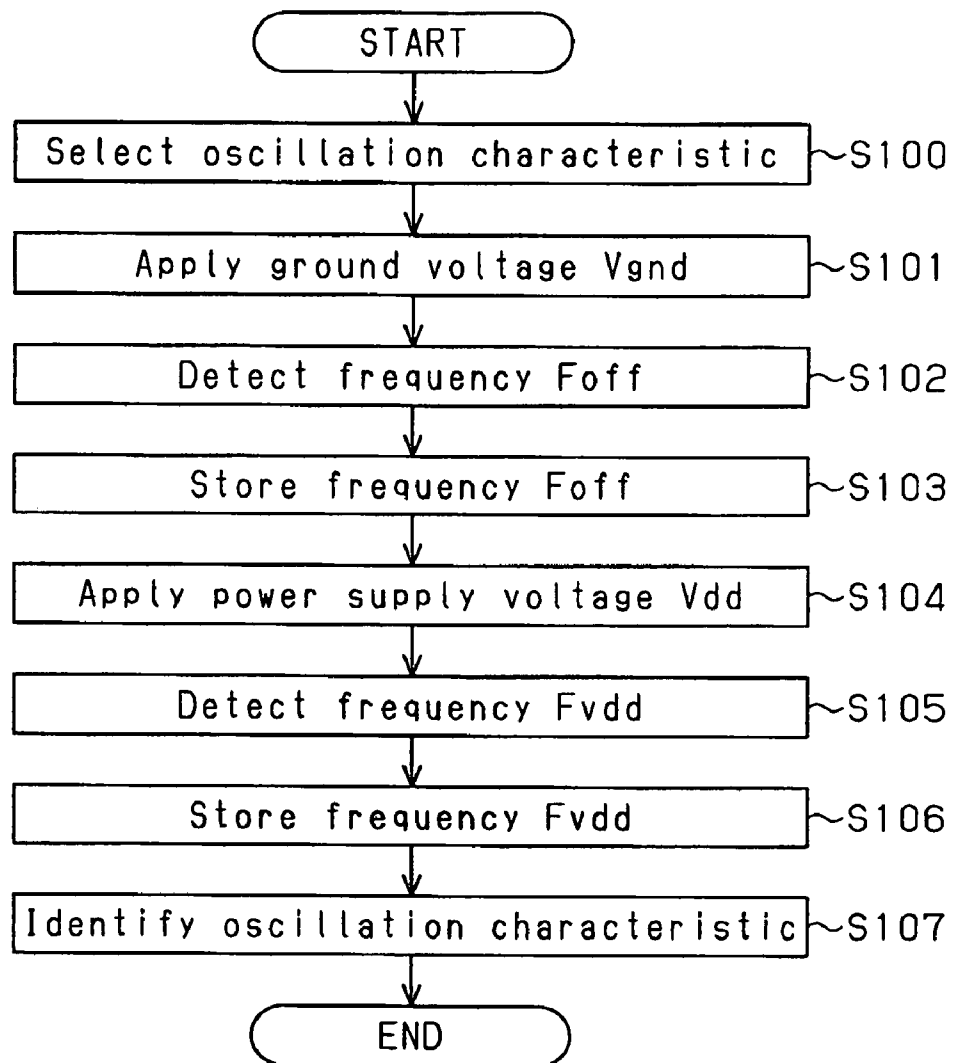 START
Select oscillation characteristic ~S100
Apply ground voltage Vgnd ~S101
Detect frequency Foff ~S102
Store frequency Foff ~S103
Apply power supply voltage Vdd ~S104
Detect frequency Fvdd ~S105
Store frequency Fvdd ~S106
Identify oscillation characteristic ~S107
END